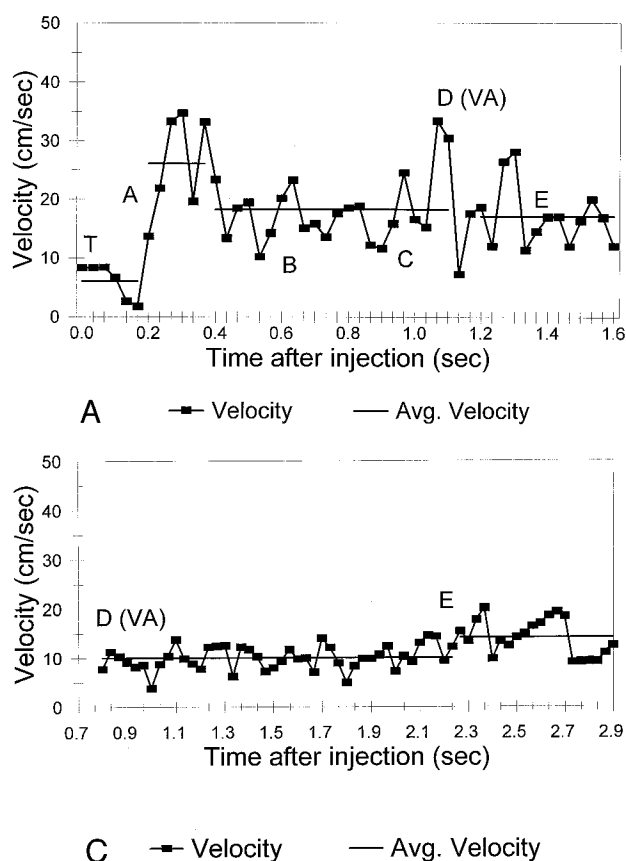 50
40
30
20
10
0
Velocity (cm/sec)
T
A
B
C
D (VA)
E
0.0 0.2 0.4 0.6 0.8 1.0 1.2 1.4 1.6
Time after injection (sec)
A Velocity Avg. Velocity
50
40
30
20
10
0
Velocity (cm/sec)
D (VA)
E
0.7 0.9 1.1 1.3 1.5 1.7 1.9 2.1 2.3 2.5 2.7 2.9
Time after injection (sec)
C Velocity Avg. Velocity